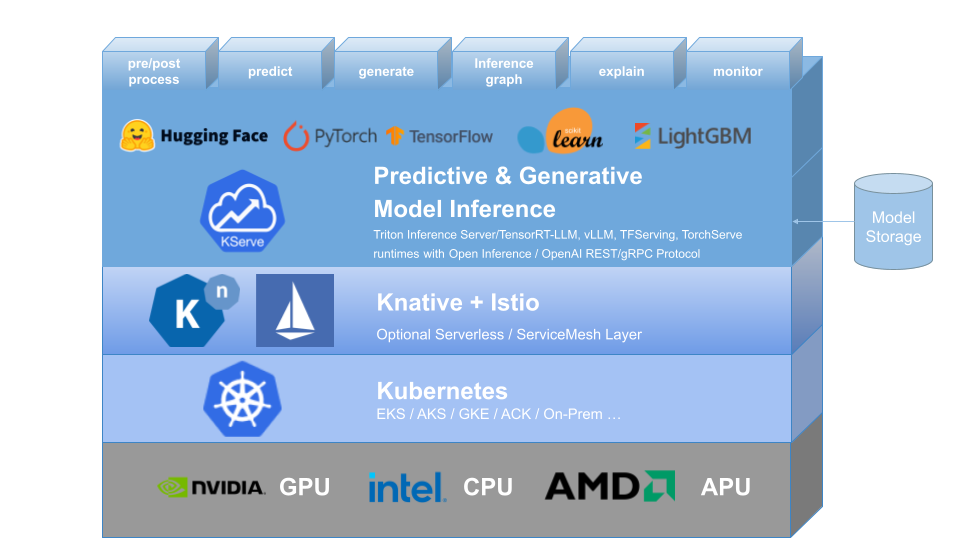 pre/post
process
predict
generate
Inference
graph
explain
monitor
Hugging Face
PyTorch
TensorFlow
scikit
learn
LightGBM
Predictive & Generative
Model Inference
Triton Inference Server/TensorRT-LLM, vLLM, TFServing, TorchServe
runtimes with Open Inference / OpenAI REST/gRPC Protocol
KServe
Model
Storage
K
n
Knative + Istio
Optional Serverless / ServiceMesh Layer
Kubernetes
EKS / AKS / GKE / ACK / On-Prem …
NVIDIA. GPU
intel. CPU
AMD APU